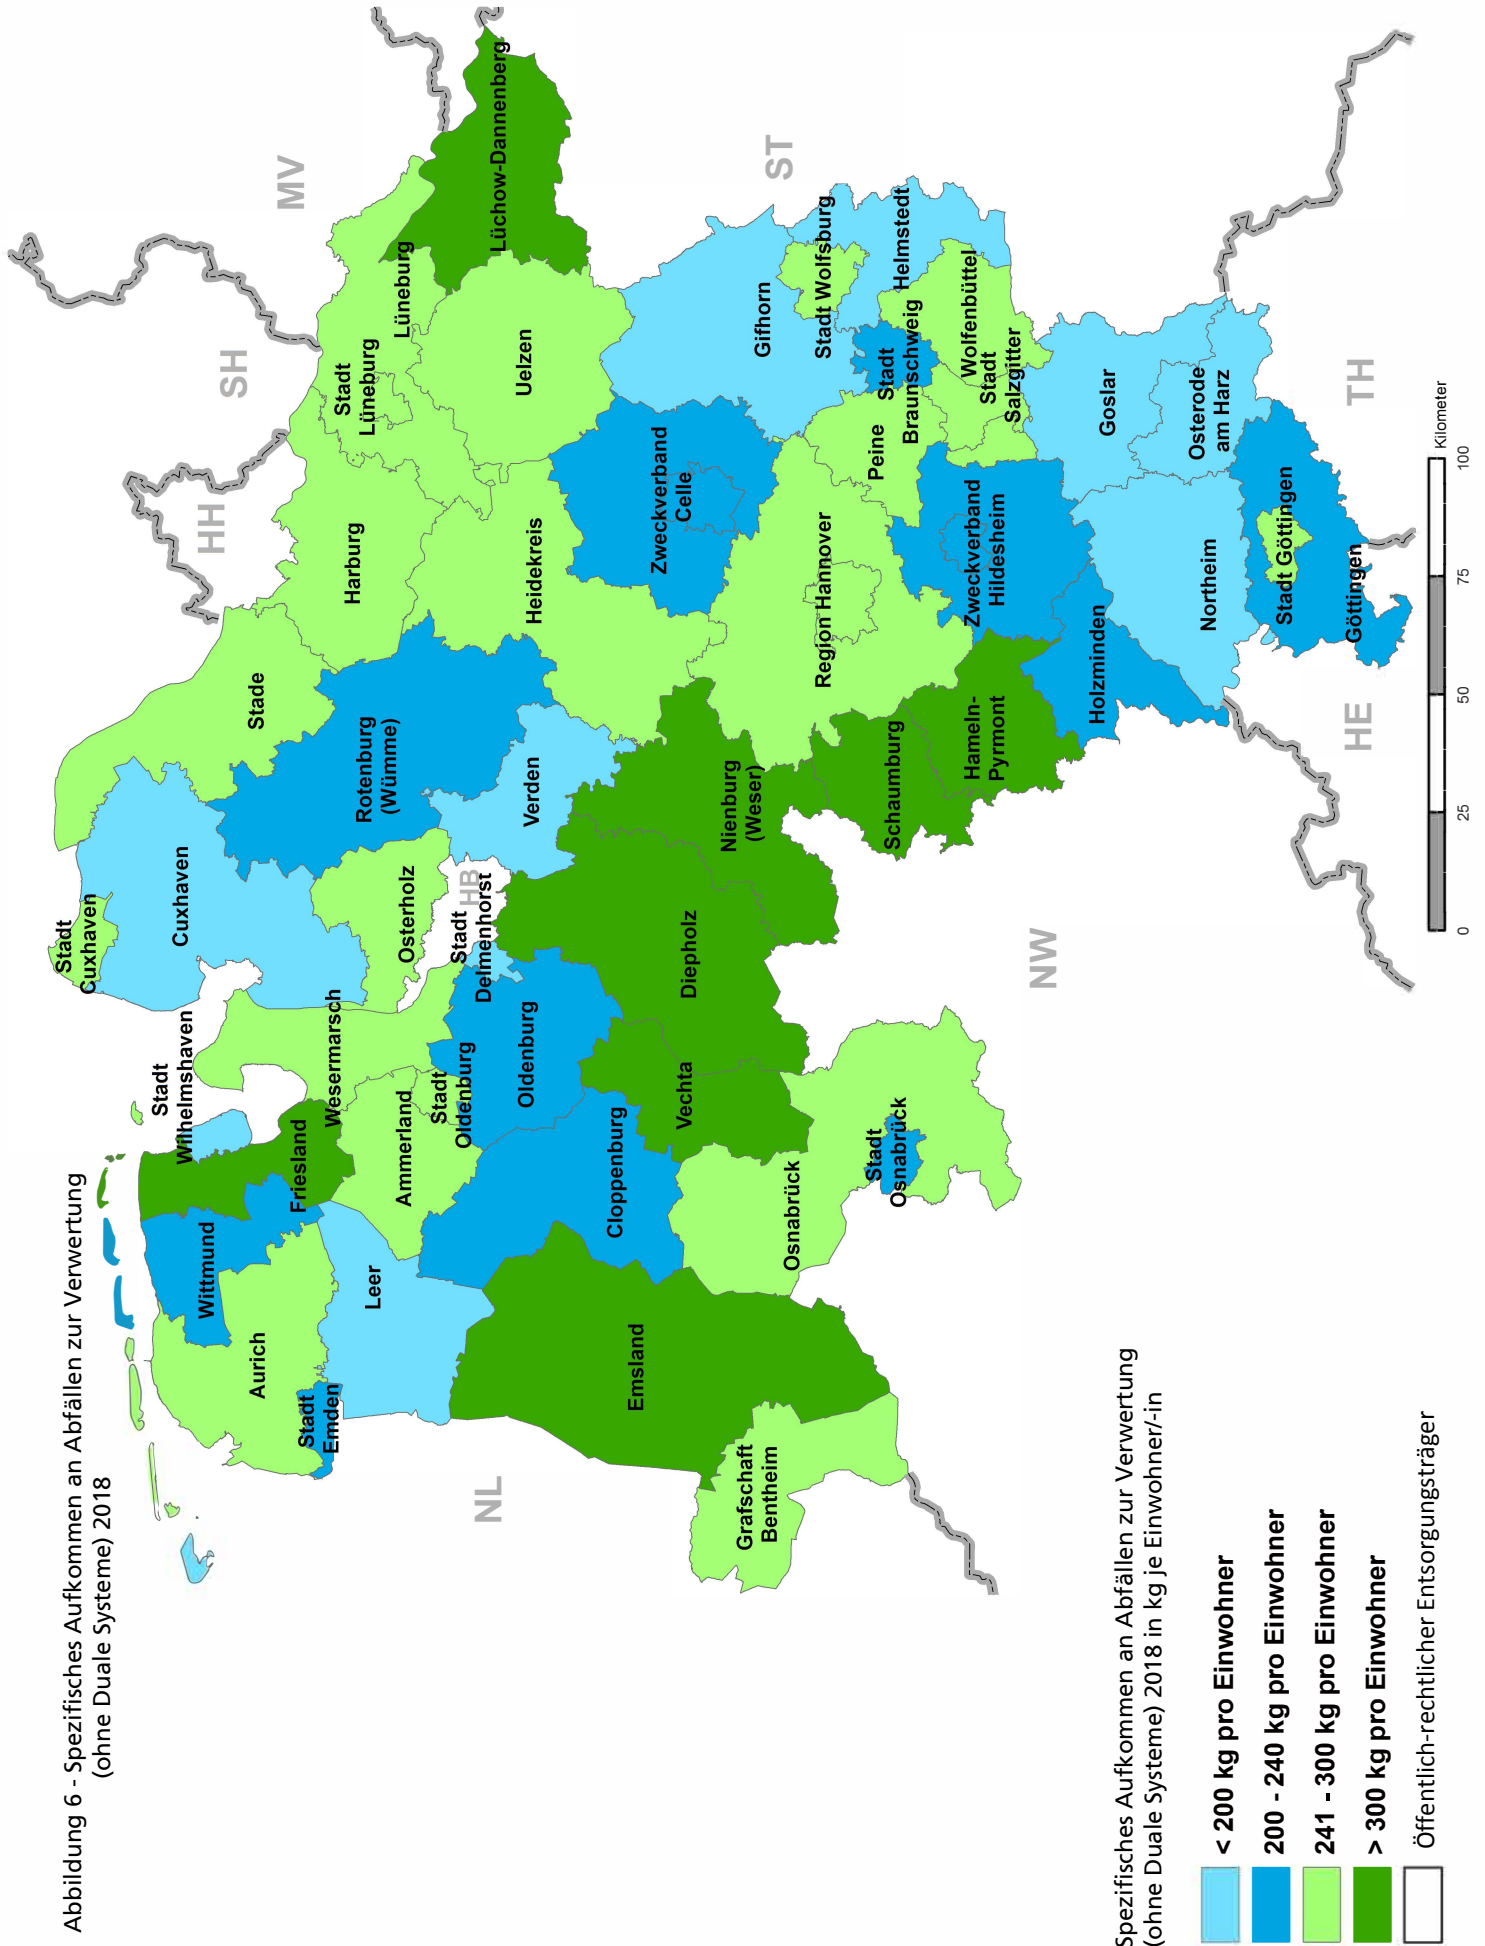 Abbildung 6 - Spezifisches Aufkommen an Abfällen zur Verwertung
(ohne Duale Systeme) 2018
MV
SH
HH
ST
HB
NL
NW
HE
TH
Stadt
Cuxhaven
Cuxhaven
Stade
Stadt
Wilhelmshaven
Wittmund
Friesland
Aurich
Stadt
Emden
Leer
Wesermarsch
Ammerland
Stadt
Oldenburg
Osterholz
Stadt
Delmenhorst
Oldenburg
Rotenburg
(Wümme)
Verden
Harburg
Stadt
Lüneburg
Lüneburg
Lüchow-Dannenberg
Uelzen
Heidekreis
Zweckverband
Celle
Gifhorn
Stadt Wolfsburg
Helmstedt
Stadt
Braunschweig
Wolfenbüttel
Stadt
Salzgitter
Peine
Region Hannover
Zweckverband
Hildesheim
Nienburg
(Weser)
Schaumburg
Hameln-
Pyrmont
Holzminden
Northeim
Goslar
Osterode
am Harz
Stadt Göttingen
Göttingen
Diepholz
Vechta
Cloppenburg
Emsland
Grafschaft
Bentheim
Osnabrück
Stadt
Osnabrück
Spezifisches Aufkommen an Abfällen zur Verwertung
(ohne Duale Systeme) 2018 in kg je Einwohner/-in
< 200 kg pro Einwohner
200 - 240 kg pro Einwohner
241 - 300 kg pro Einwohner
> 300 kg pro Einwohner
Öffentlich-rechtlicher Entsorgungsträger
0 25 50 75 100
Kilometer